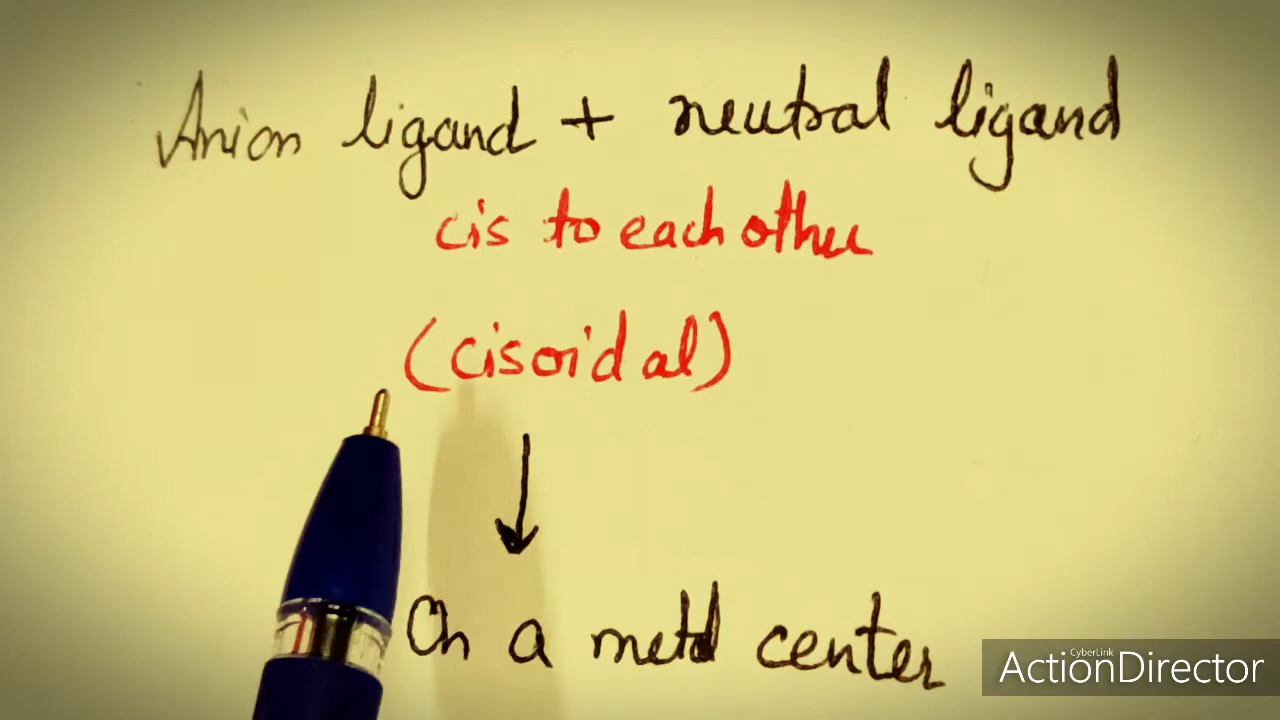 Anion ligand + neutral ligand
cis to each other
(cisoidal)
On a metal center
CyberLink
ActionDirector